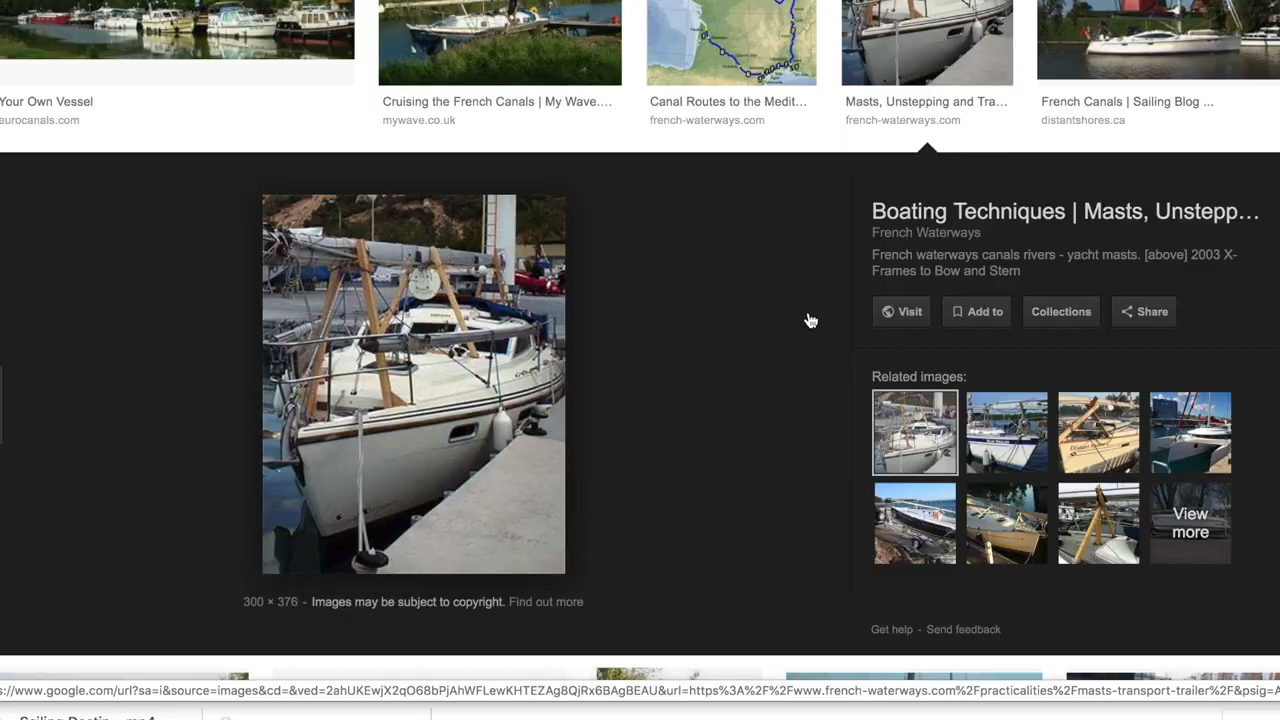 Your Own Vessel
eurocanals.com
Cruising the French Canals | My Wave....
mywave.co.uk
Canal Routes to the Medit...
french-waterways.com
Masts, Unstepping and Tra...
french-waterways.com
French Canals | Sailing Blog ...
distantshores.ca
Boating Techniques | Masts, Unstepp...
French Waterways
French waterways canals rivers - yacht masts. [above] 2003 X-
Frames to Bow and Stern
Visit
Add to
Collections
Share
Related images:
View
more
300 × 376 - Images may be subject to copyright. Find out more
Get help - Send feedback
s://www.google.com/url?sa=i&source=images&cd=&ved=2ahUKEwjX2qO68bPjAhWFLewKHTEZAg8QjRx6BAgBEAU&url=https%3A%2F%2Fwww.french-waterways.com%2Fpracticalities%2Fmasts-transport-trailer%2F&psig=A